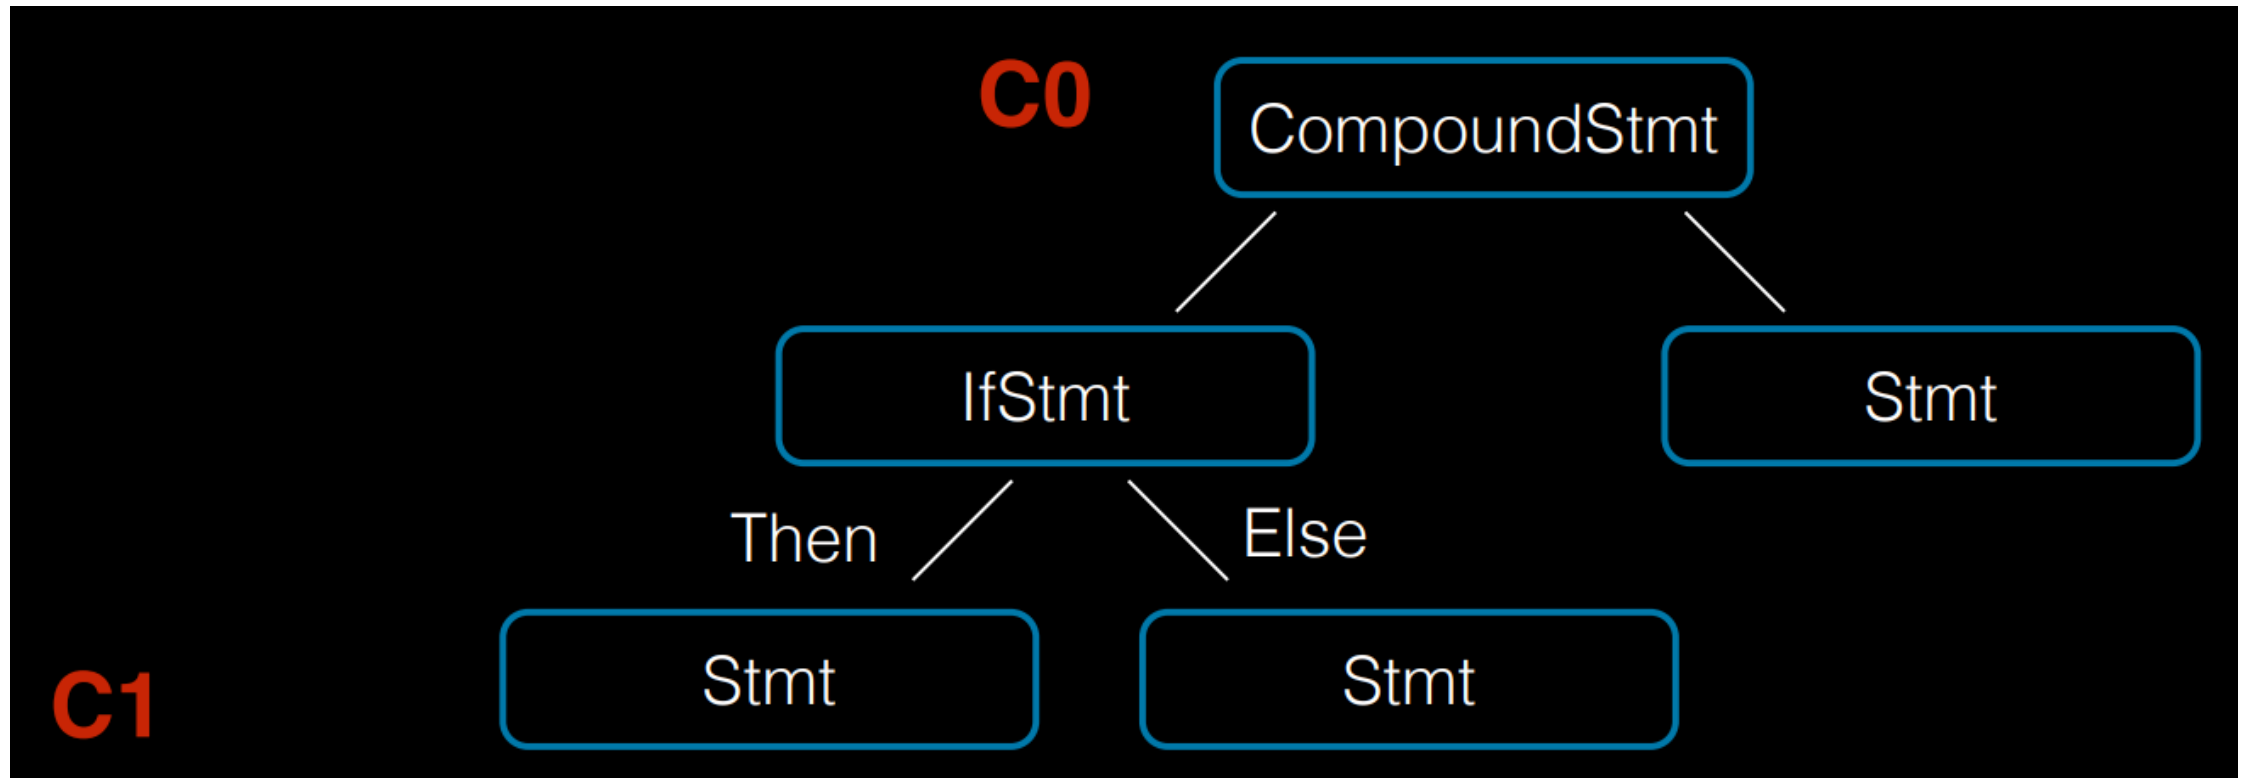 C0
CompoundStmt
IfStmt
Stmt
Then
Else
C1
Stmt
Stmt